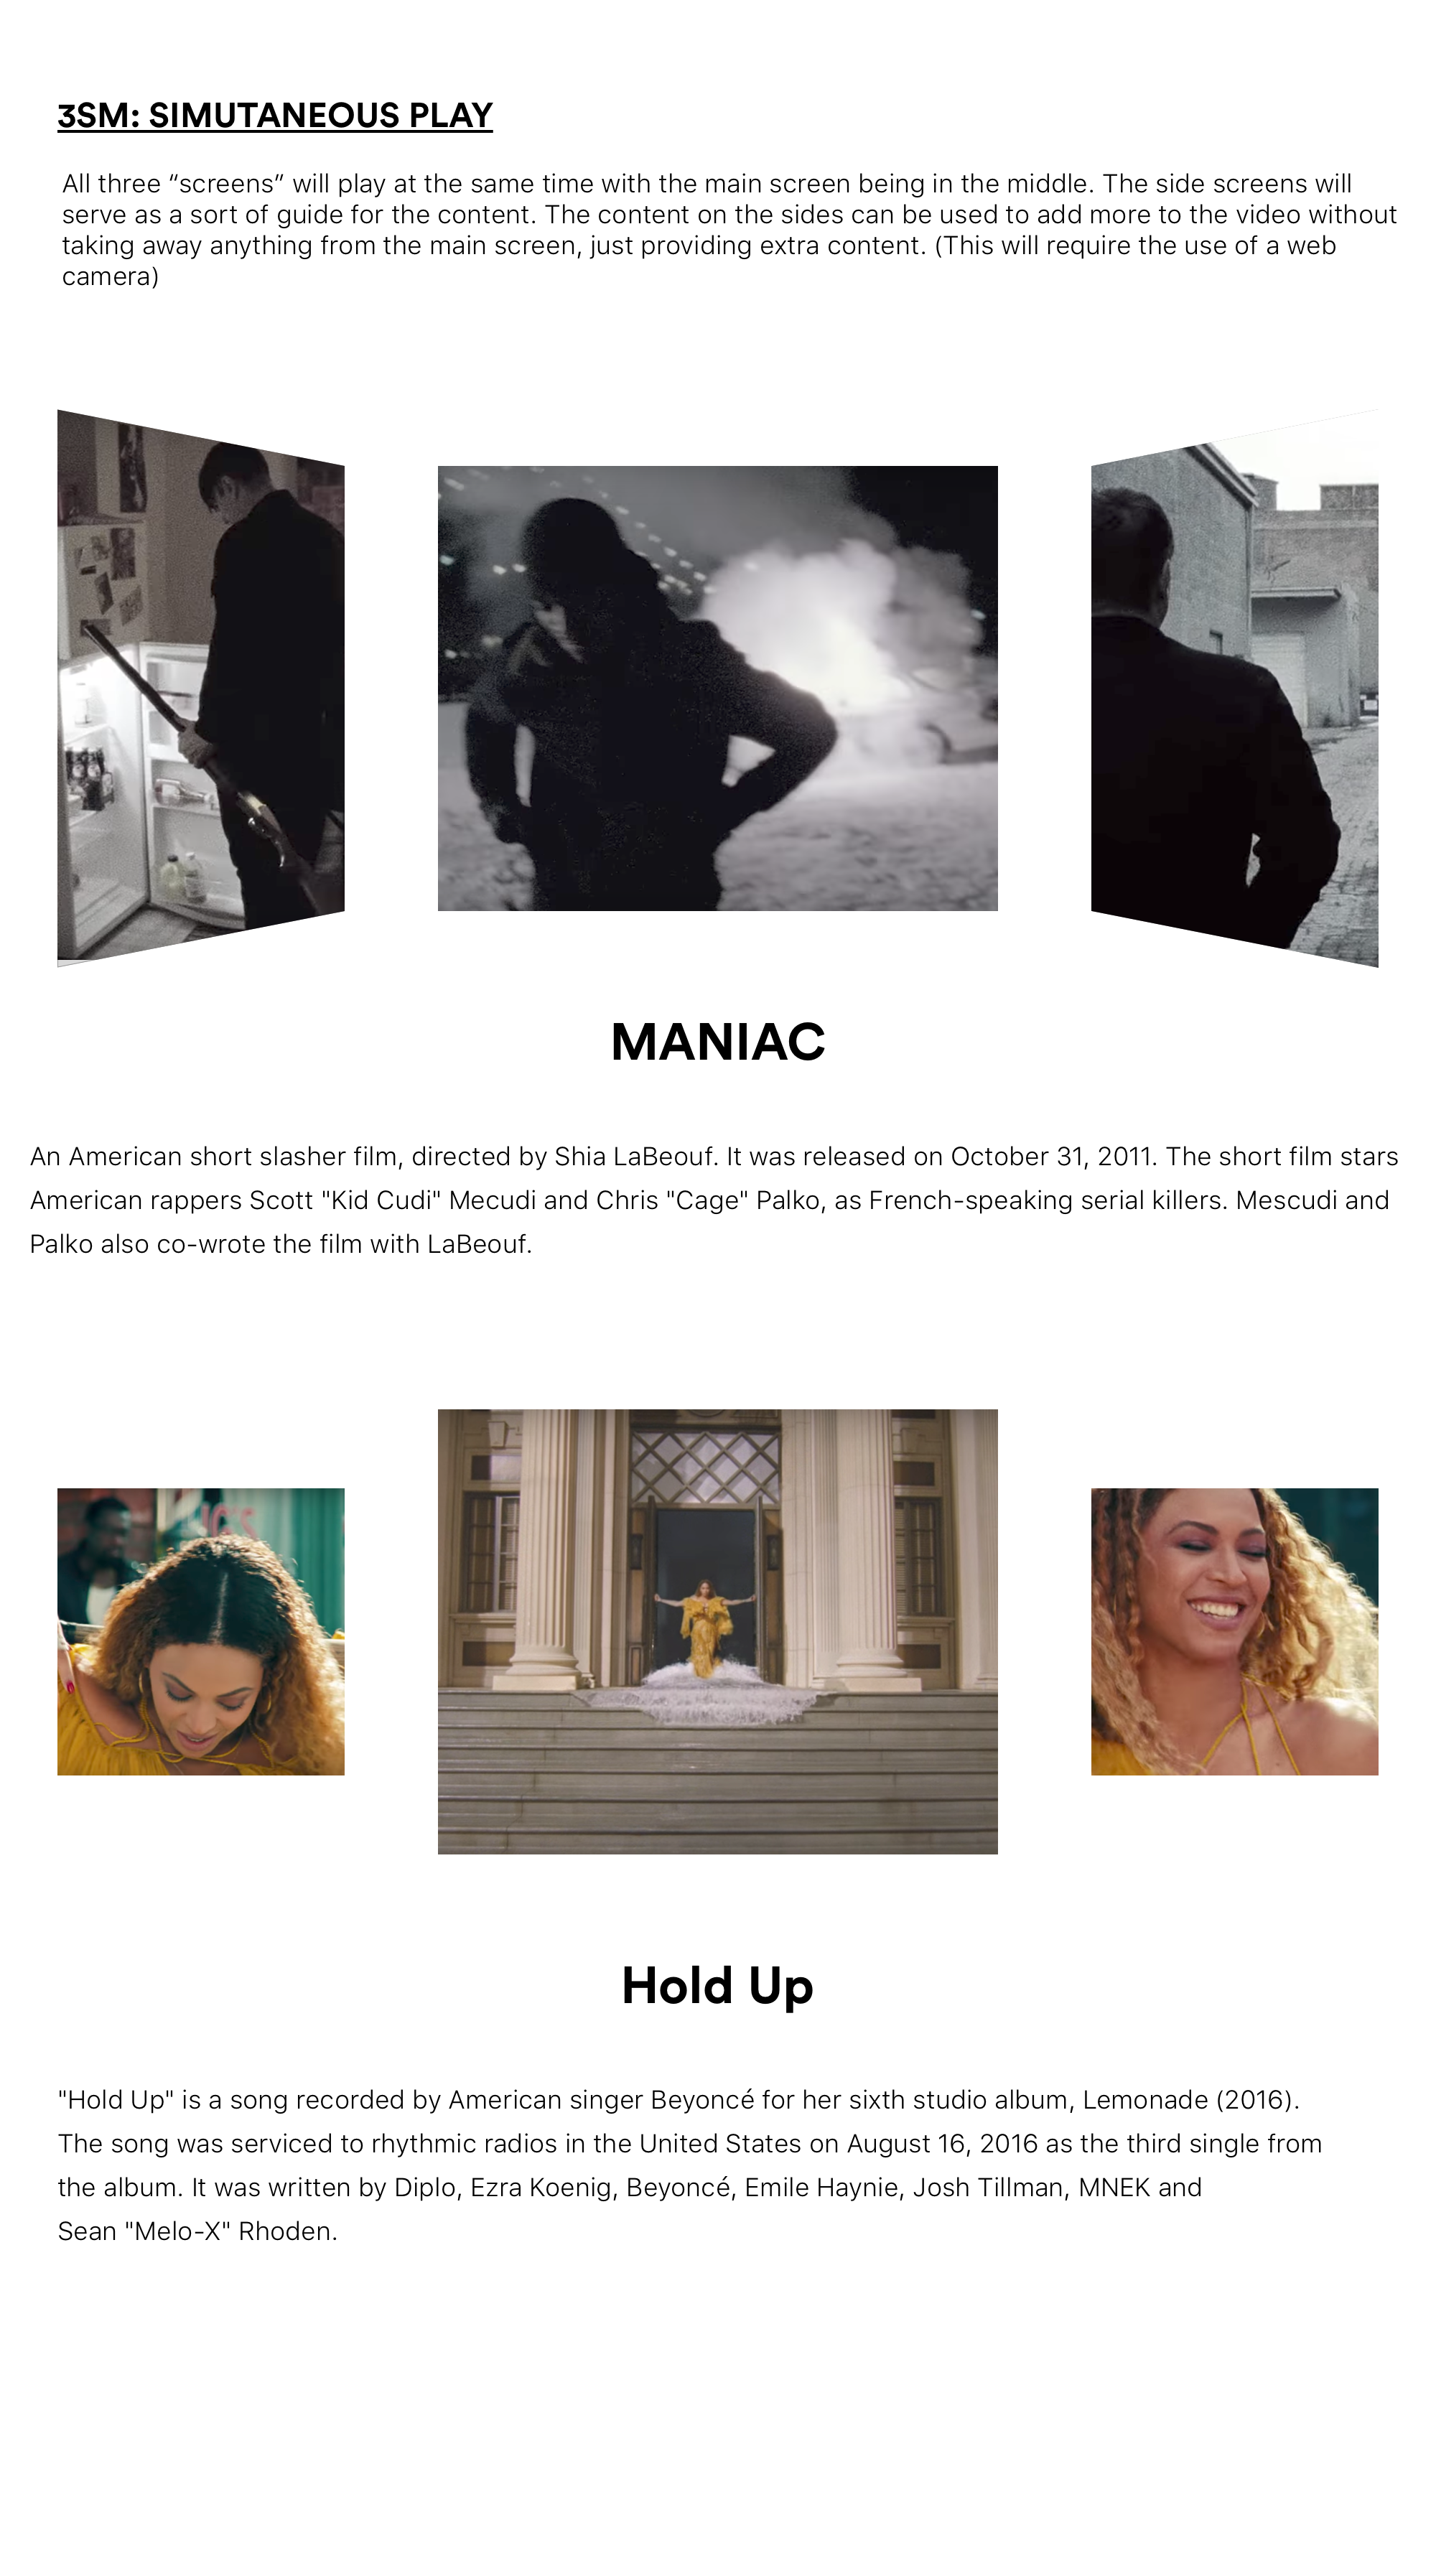 3SM: SIMUTANEOUS PLAY
All three “screens” will play at the same time with the main screen being in the middle. The side screens will
serve as a sort of guide for the content. The content on the sides can be used to add more to the video without
taking away anything from the main screen, just providing extra content. (This will require the use of a web
camera)
MANIAC
An American short slasher film, directed by Shia LaBeouf. It was released on October 31, 2011. The short film stars
American rappers Scott "Kid Cudi" Mecudi and Chris "Cage" Palko, as French-speaking serial killers. Mescudi and
Palko also co-wrote the film with LaBeouf.
Hold Up
"Hold Up" is a song recorded by American singer Beyoncé for her sixth studio album, Lemonade (2016).
The song was serviced to rhythmic radios in the United States on August 16, 2016 as the third single from
the album. It was written by Diplo, Ezra Koenig, Beyoncé, Emile Haynie, Josh Tillman, MNEK and
Sean "Melo-X" Rhoden.